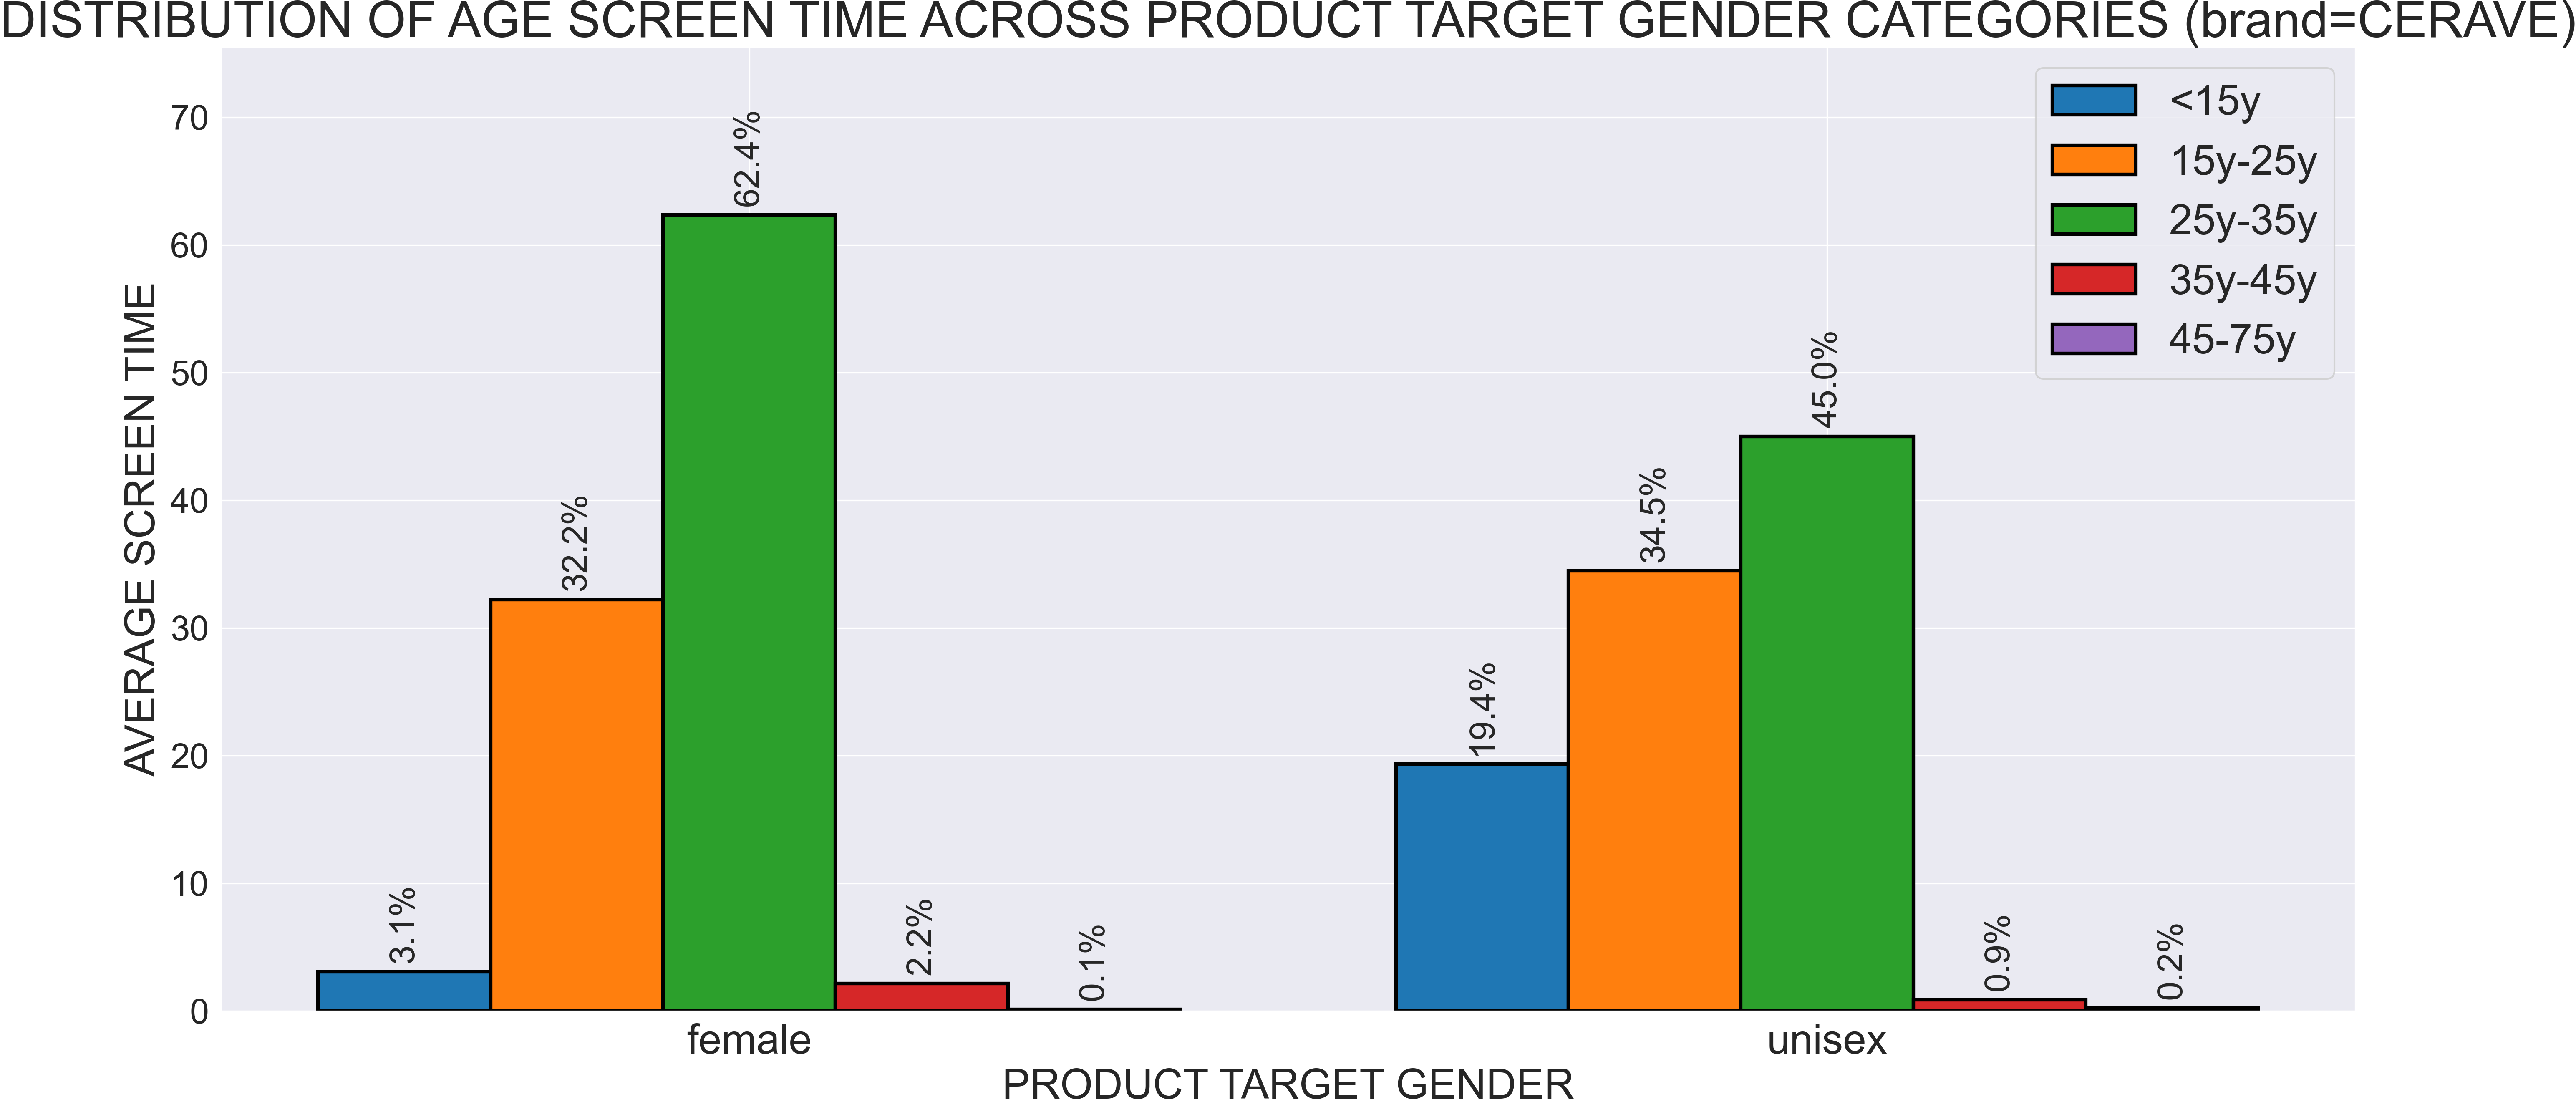 DISTRIBUTION OF AGE SCREEN TIME ACROSS PRODUCT TARGET GENDER CATEGORIES (brand=CERAVE)
AVERAGE SCREEN TIME
70
60
50
40
30
20
10
0
3.1%
32.2%
62.4%
2.2%
0.1%
19.4%
34.5%
45.0%
0.9%
0.2%
<15y
15y-25y
25y-35y
35y-45y
45-75y
female
unisex
PRODUCT TARGET GENDER